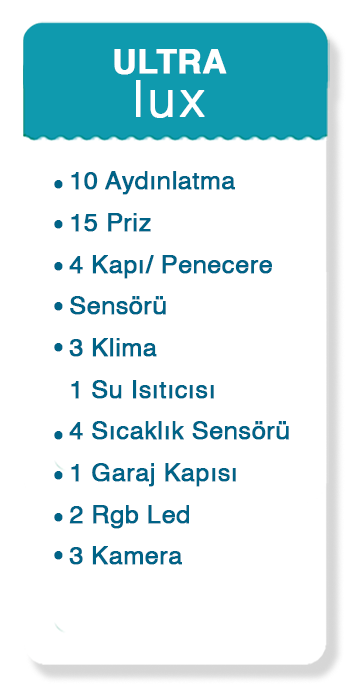 ULTRA
lux
• 10 Aydınlatma
• 15 Priz
• 4 Kapı/ Penecere
• Sensörü
• 3 Klima
1 Su Isıtıcısı
• 4 Sıcaklık Sensörü
• 1 Garaj Kapısı
• 2 Rgb Led
• 3 Kamera